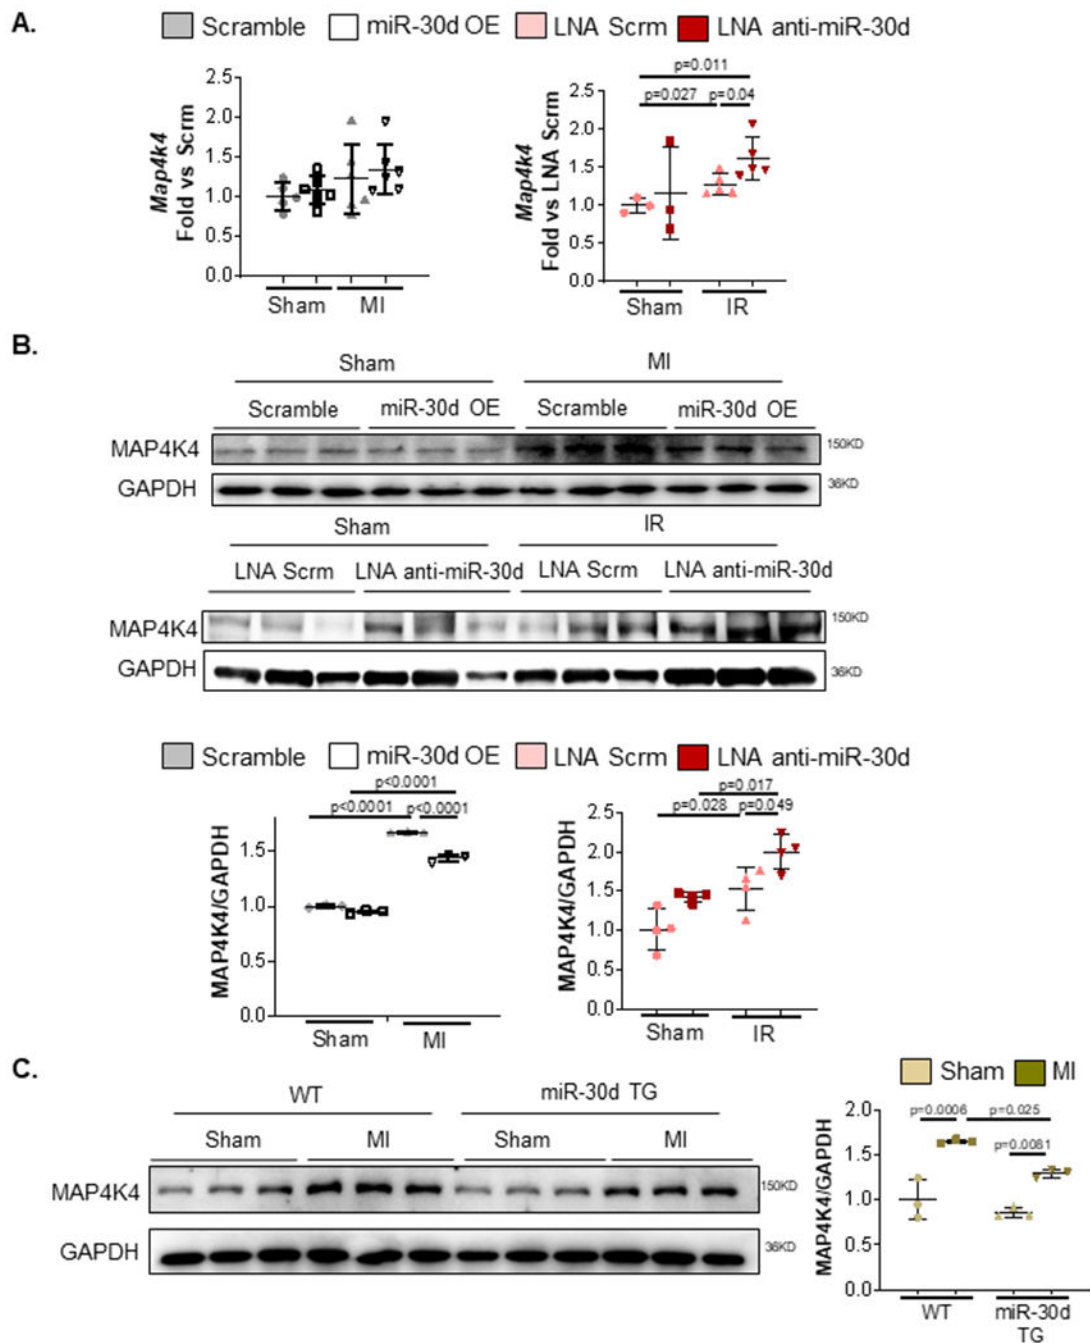 A.
Scramble miR-30d OE LNA Scrm LNA anti-miR-30d
Map4k4
Fold vs Scrm
2.5
2.0
1.5
1.0
0.5
0.0
Sham MI
Map4k4
Fold vs LNA Scrm
2.5
2.0
1.5
1.0
0.5
0.0
p=0.011
p=0.027 p=0.04
Sham IR
B.
Sham MI
Scramble miR-30d OE Scramble miR-30d OE
MAP4K4 150KD
GAPDH 36KD
Sham IR
LNA Scrm LNA anti-miR-30d LNA Scrm LNA anti-miR-30d
MAP4K4 150KD
GAPDH 36KD
Scramble miR-30d OE LNA Scrm LNA anti-miR-30d
MAP4K4/GAPDH
1.5
1.0
0.5
0.0
p<0.0001
p<0.0001 p<0.0001
Sham MI
MAP4K4/GAPDH
2.5
2.0
1.5
1.0
0.5
0.0
p=0.017
p=0.028 p=0.049
Sham IR
C.
WT miR-30d TG
Sham MI Sham MI
MAP4K4 150KD
GAPDH 36KD
Sham MI
MAP4K4/GAPDH
2.0
1.5
1.0
0.5
0.0
p=0.0006 p=0.025
p=0.0081
WT miR-30d
TG